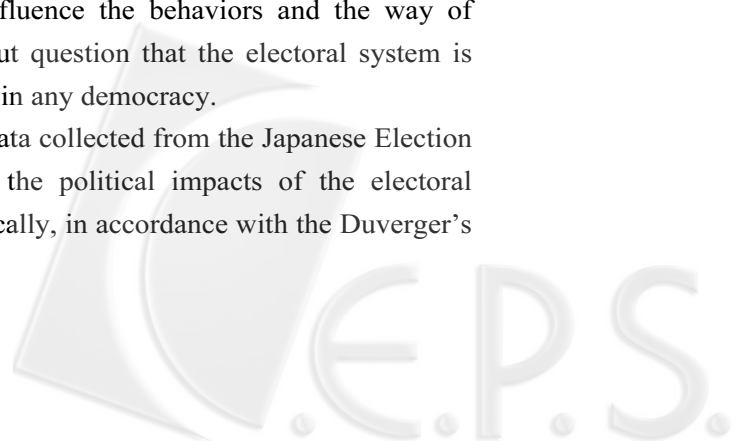 fluence the behaviors and the way of
ut question that the electoral system is
in any democracy.
ata collected from the Japanese Election
the political impacts of the electoral
cally, in accordance with the Duverger's
.E.P.S.